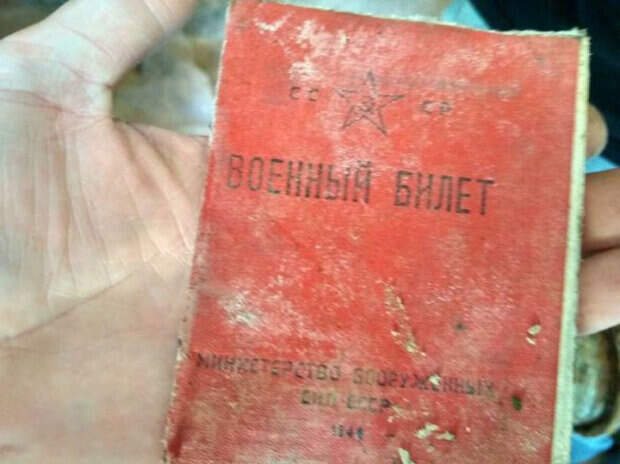 СС СР
ВОЕННЫЙ БИЛЕТ
МИНИСТЕРСТВО ВООРУЖЕННЫХ
СИЛ СССР